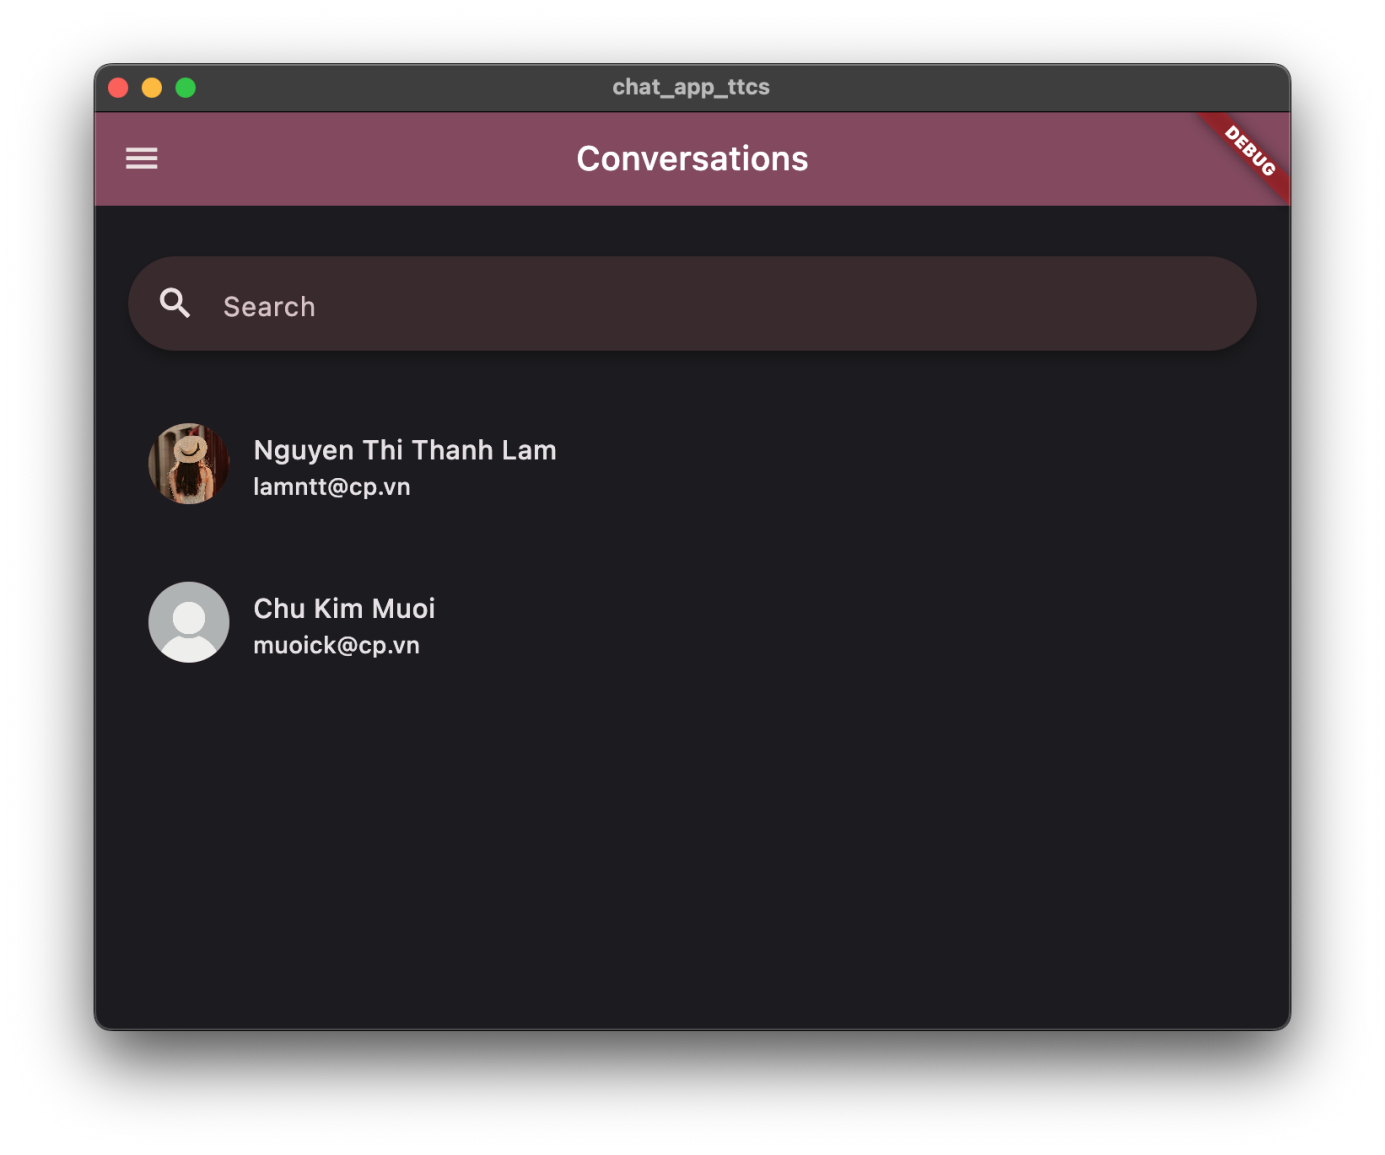 chat_app_ttcs
Conversations
DEBUG
Search
Nguyen Thi Thanh Lam
lamntt@cp.vn
Chu Kim Muoi
muoick@cp.vn